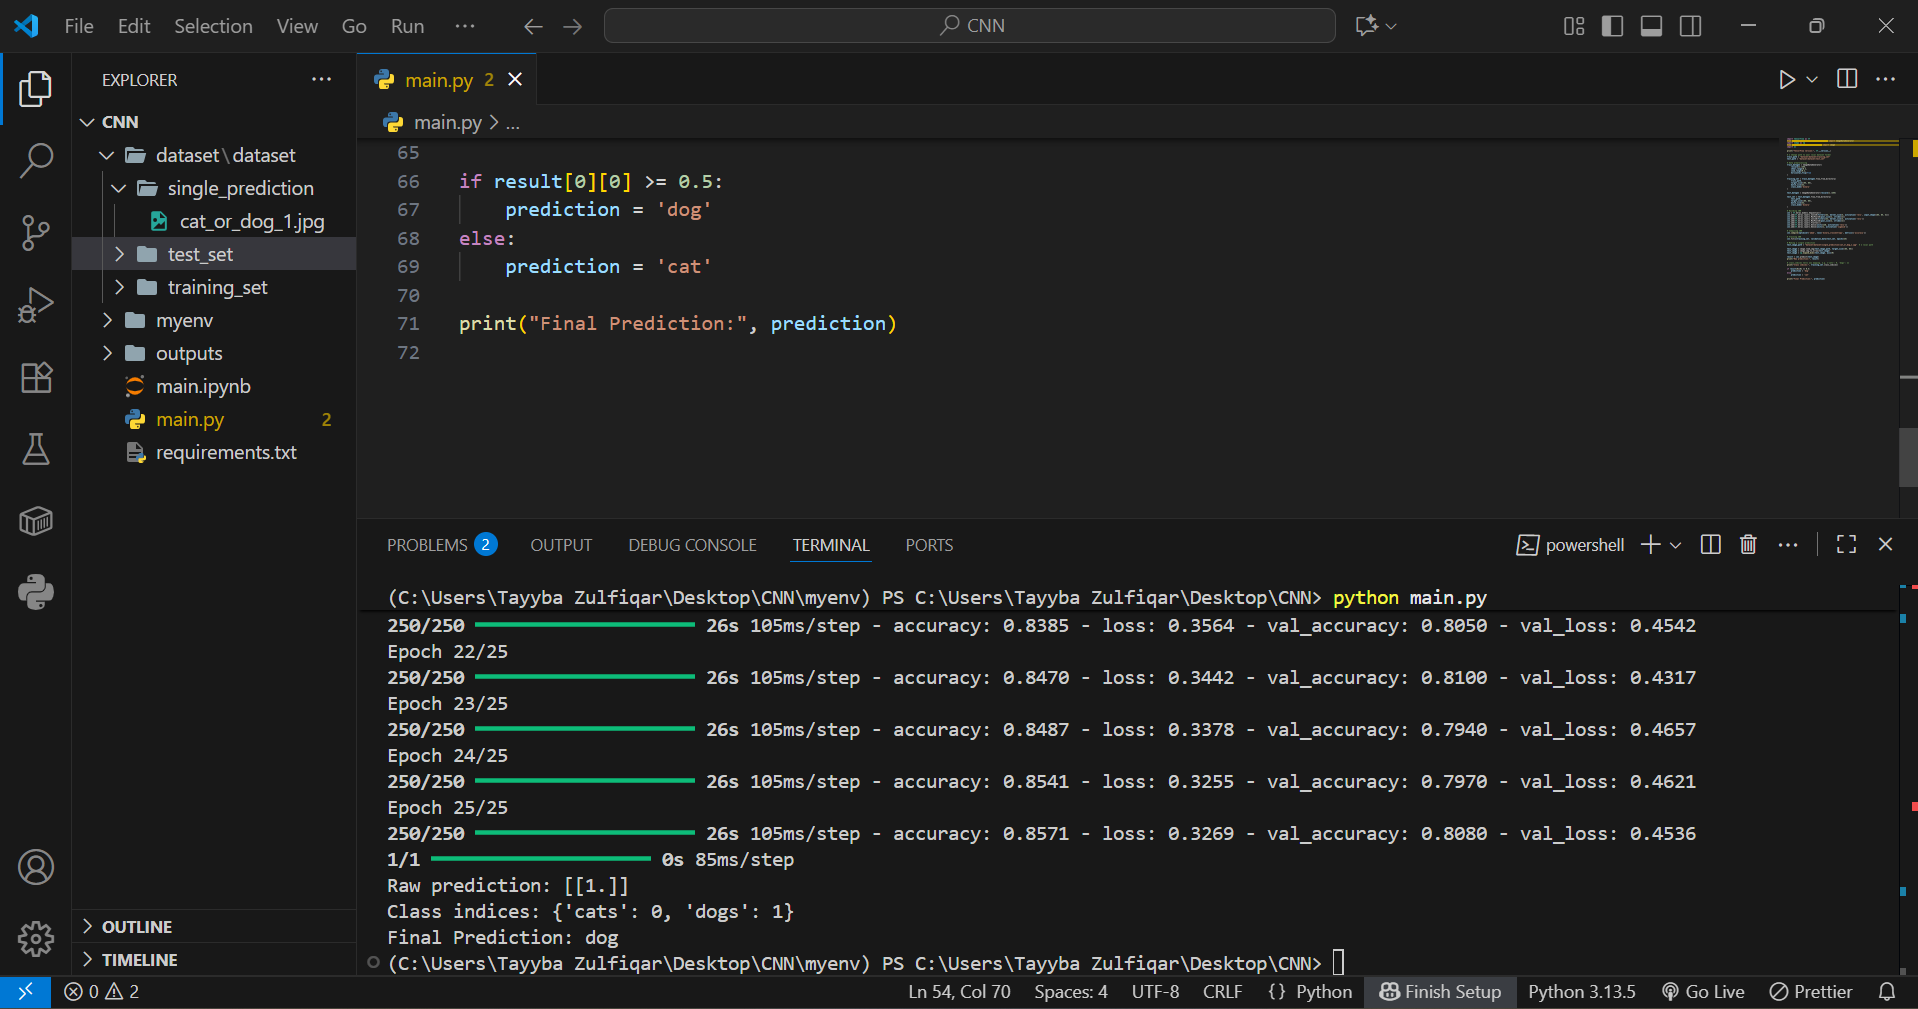 File Edit Selection View Go Run ···
CNN
EXPLORER
CNN
dataset\dataset
single_prediction
cat_or_dog_1.jpg
test_set
training_set
myenv
outputs
main.ipynb
main.py 2
requirements.txt
OUTLINE
TIMELINE
main.py 2
main.py > ...
65
66 if result[0][0] >= 0.5:
67     prediction = 'dog'
68 else:
69     prediction = 'cat'
70
71 print("Final Prediction:", prediction)
72
PROBLEMS 2 OUTPUT DEBUG CONSOLE TERMINAL PORTS
powershell
(C:\Users\Tayyba Zulfiqar\Desktop\CNN\myenv) PS C:\Users\Tayyba Zulfiqar\Desktop\CNN> python main.py
250/250 26s 105ms/step - accuracy: 0.8385 - loss: 0.3564 - val_accuracy: 0.8050 - val_loss: 0.4542
Epoch 22/25
250/250 26s 105ms/step - accuracy: 0.8470 - loss: 0.3442 - val_accuracy: 0.8100 - val_loss: 0.4317
Epoch 23/25
250/250 26s 105ms/step - accuracy: 0.8487 - loss: 0.3378 - val_accuracy: 0.7940 - val_loss: 0.4657
Epoch 24/25
250/250 26s 105ms/step - accuracy: 0.8541 - loss: 0.3255 - val_accuracy: 0.7970 - val_loss: 0.4621
Epoch 25/25
250/250 26s 105ms/step - accuracy: 0.8571 - loss: 0.3269 - val_accuracy: 0.8080 - val_loss: 0.4536
1/1 0s 85ms/step
Raw prediction: [[1.]]
Class indices: {'cats': 0, 'dogs': 1}
Final Prediction: dog
(C:\Users\Tayyba Zulfiqar\Desktop\CNN\myenv) PS C:\Users\Tayyba Zulfiqar\Desktop\CNN>
0 2 Ln 54, Col 70 Spaces: 4 UTF-8 CRLF {} Python Finish Setup Python 3.13.5 Go Live Prettier